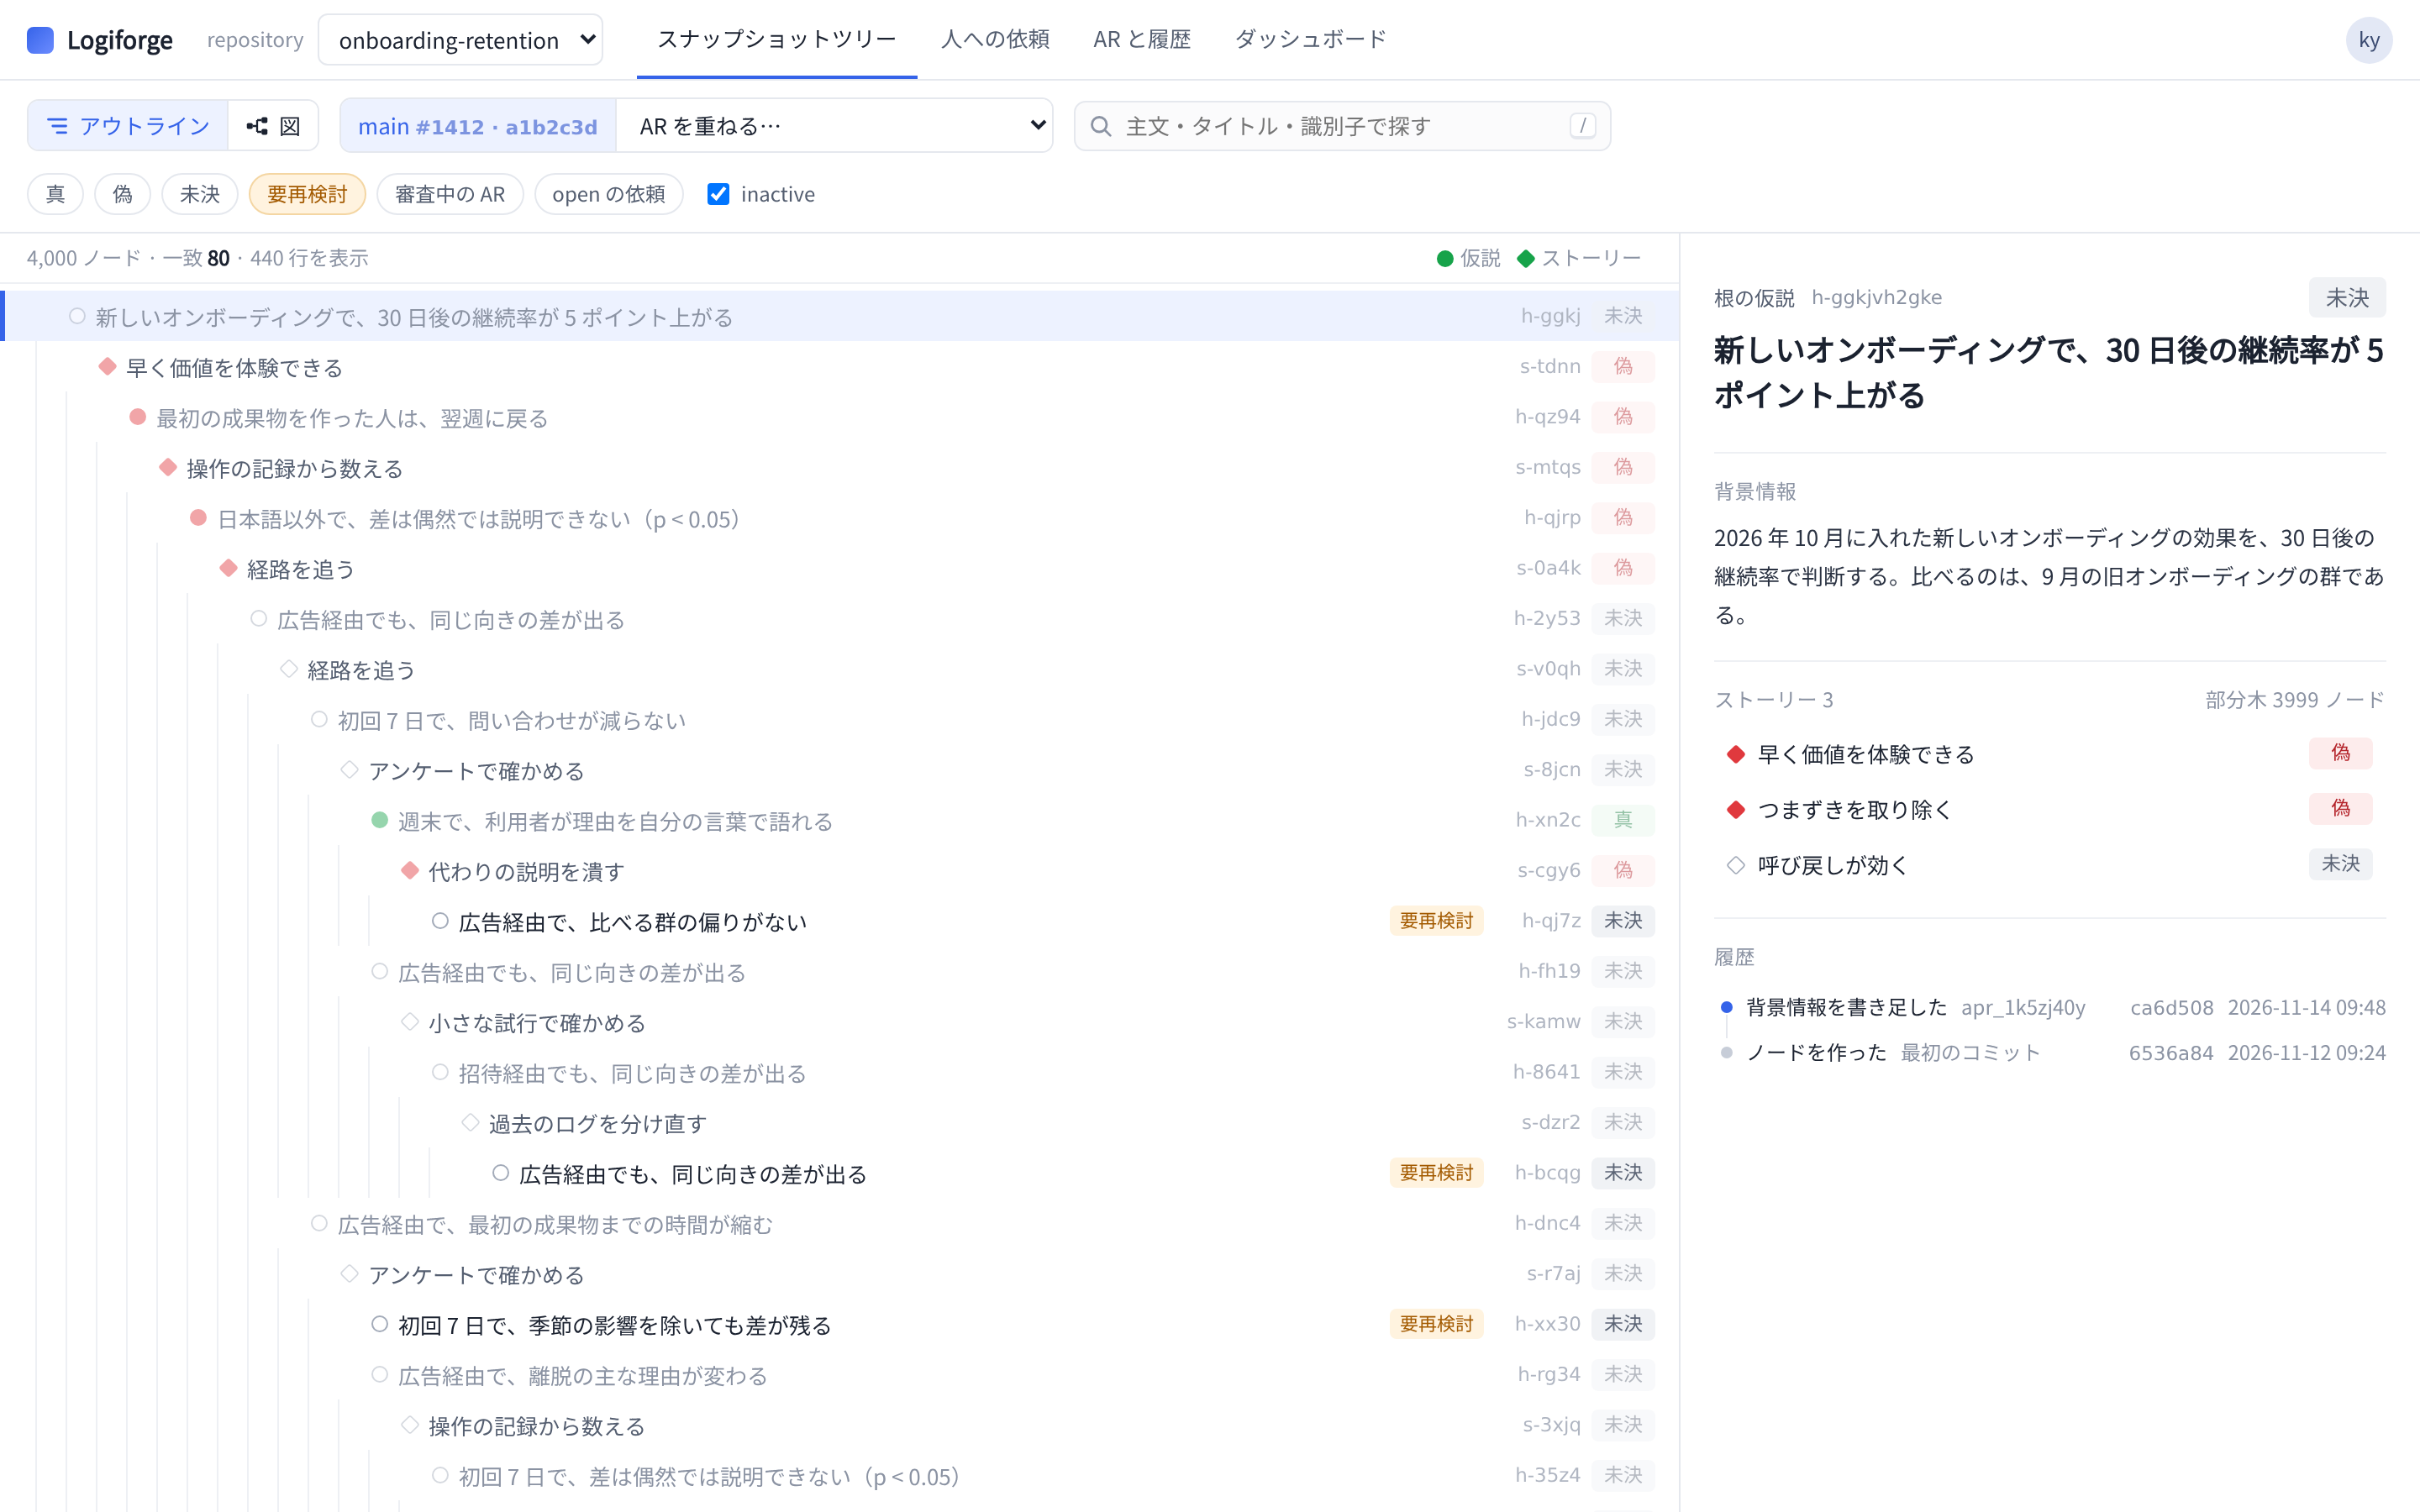 Logiforge repository onboarding-retention スナップショットツリー 人への依頼 AR と履歴 ダッシュボード ky
アウトライン 図 main #1412 · a1b2c3d AR を重ねる… 主文・タイトル・識別子で探す /
真 偽 未決 要再検討 審査中の AR open の依頼 inactive
4,000 ノード · 一致 80 · 440 行を表示 仮説 ストーリー
新しいオンボーディングで、30 日後の継続率が 5 ポイント上がる h-ggkj 未決
早く価値を体験できる s-tdnn 偽
最初の成果物を作った人は、翌週に戻る h-qz94 偽
操作の記録から数える s-mtqs 偽
日本語以外で、差は偶然では説明できない（p < 0.05） h-qjrp 偽
経路を追う s-0a4k 偽
広告経由でも、同じ向きの差が出る h-2y53 未決
経路を追う s-v0qh 未決
初回 7 日で、問い合わせが減らない h-jdc9 未決
アンケートで確かめる s-8jcn 未決
週末で、利用者が理由を自分の言葉で語れる h-xn2c 真
代わりの説明を潰す s-cgy6 偽
広告経由で、比べる群の偏りがない 要再検討 h-qj7z 未決
広告経由でも、同じ向きの差が出る h-fh19 未決
小さな試行で確かめる s-kamw 未決
招待経由でも、同じ向きの差が出る h-8641 未決
過去のログを分け直す s-dzr2 未決
広告経由でも、同じ向きの差が出る 要再検討 h-bcqg 未決
広告経由で、最初の成果物までの時間が縮む h-dnc4 未決
アンケートで確かめる s-r7aj 未決
初回 7 日で、季節の影響を除いても差が残る 要再検討 h-xx30 未決
広告経由で、離脱の主な理由が変わる h-rg34 未決
操作の記録から数える s-3xjq 未決
初回 7 日で、差は偶然では説明できない（p < 0.05） h-35z4 未決
根の仮説 h-ggkjvh2gke 未決
新しいオンボーディングで、30 日後の継続率が 5
ポイント上がる
背景情報
2026 年 10 月に入れた新しいオンボーディングの効果を、30 日後の
継続率で判断する。比べるのは、9 月の旧オンボーディングの群であ
る。
ストーリー 3 部分木 3999 ノード
早く価値を体験できる 偽
つまずきを取り除く 偽
呼び戻しが効く 未決
履歴
背景情報を書き足した apr_1k5zj40y ca6d508 2026-11-14 09:48
ノードを作った 最初のコミット 6536a84 2026-11-12 09:24